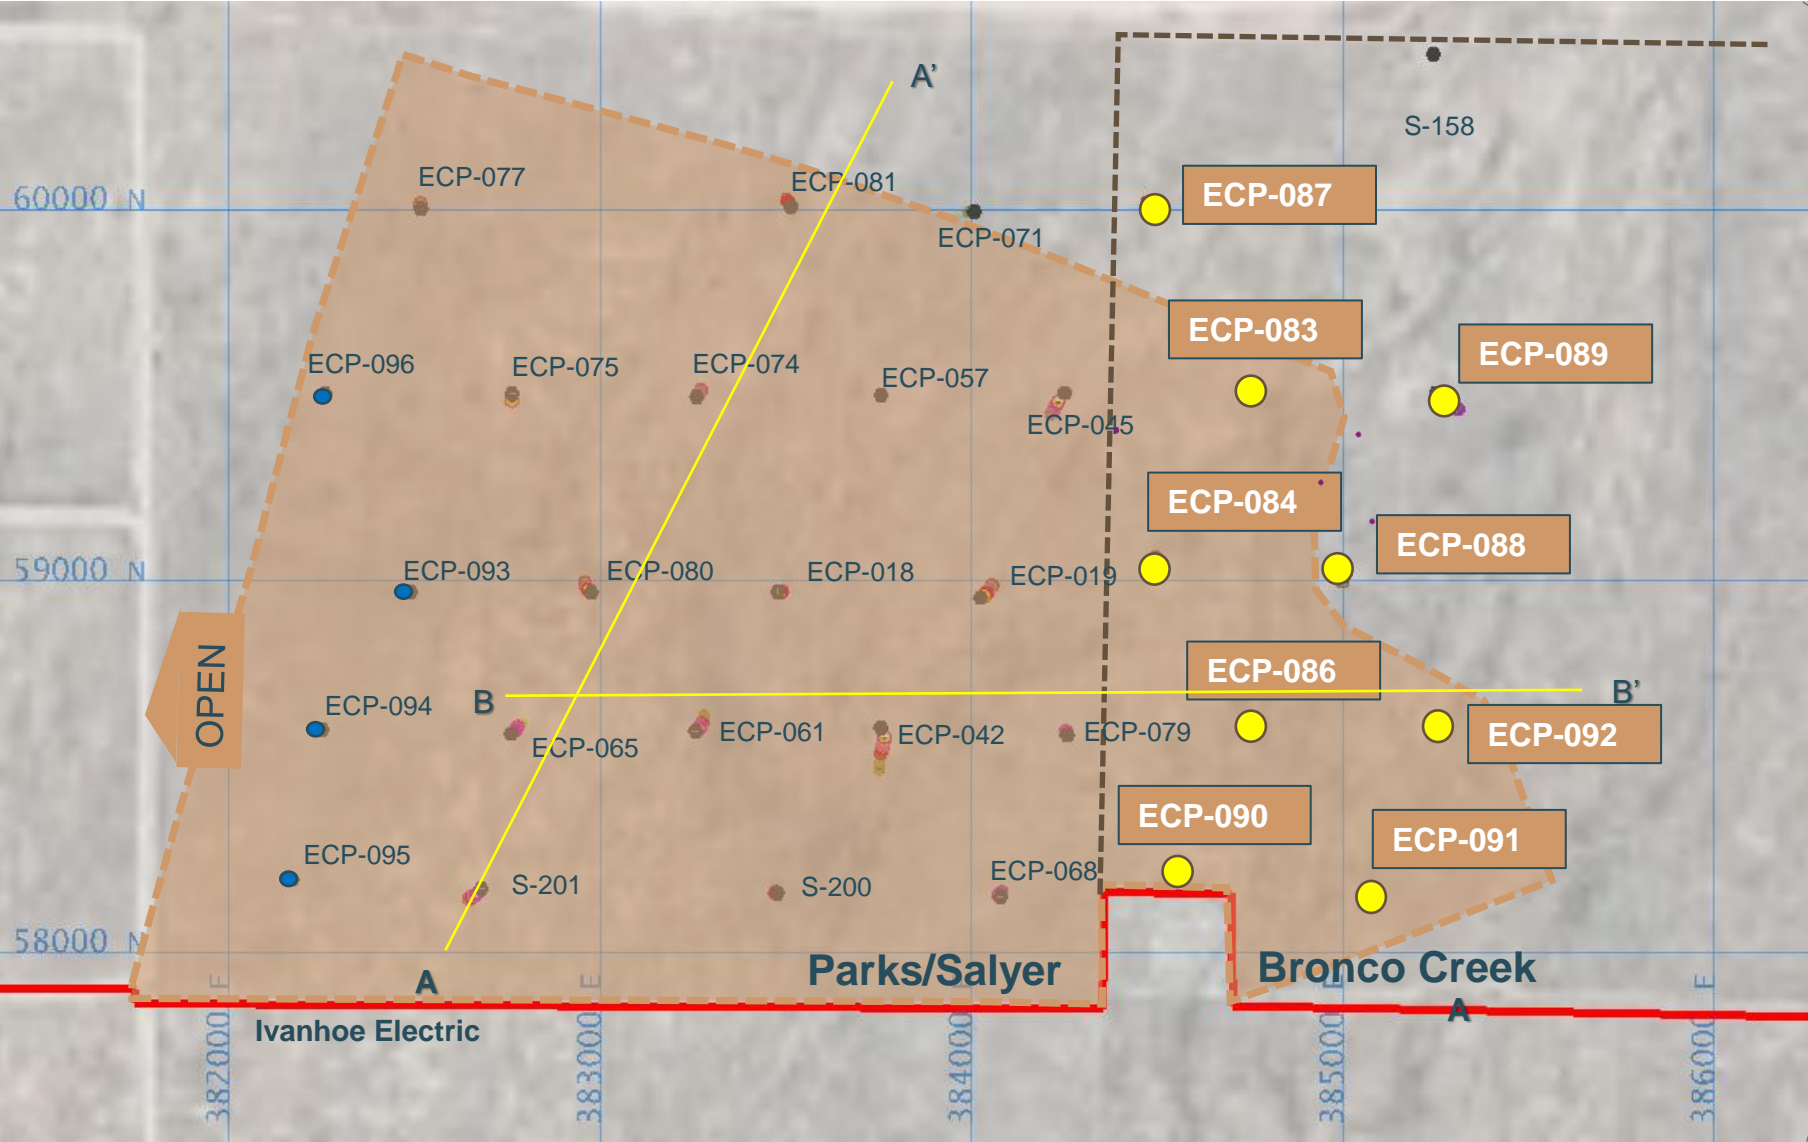 A’
S-158
ECP-077
ECP-081
60000 N
ECP-087
ECP-071
ECP-083
ECP-089
ECP-096
ECP-075
ECP-074
ECP-057
ECP-045
ECP-084
ECP-088
59000 N
ECP-093
ECP-080
ECP-018
ECP-019
OPEN
ECP-086
B
B’
ECP-094
ECP-065
ECP-061
ECP-042
ECP-079
ECP-092
ECP-090
ECP-091
ECP-095
S-201
S-200
ECP-068
58000 N
A
Parks/Salyer
Bronco Creek
A
Ivanhoe Electric
382000 E
383000 E
384000 E
385000 E
386000 E